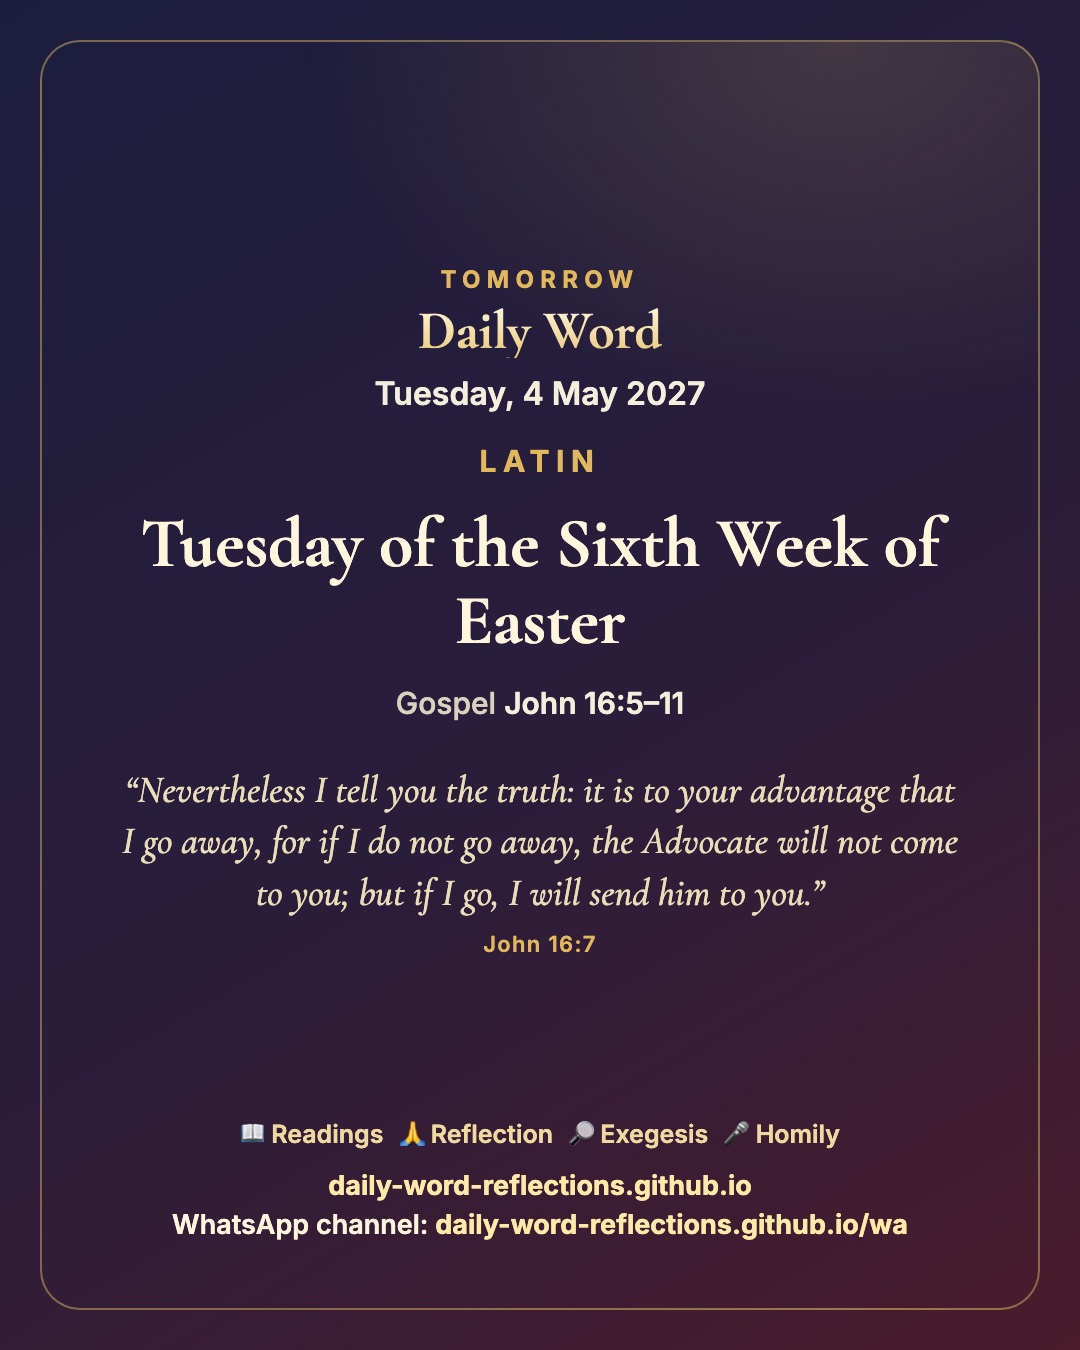 TOMORROW
Daily Word
Tuesday, 4 May 2027
LATIN
Tuesday of the Sixth Week of
Easter
Gospel John 16:5–11
“Nevertheless I tell you the truth: it is to your advantage that
I go away, for if I do not go away, the Advocate will not come
to you; but if I go, I will send him to you.”
John 16:7
📖 Readings 🙏 Reflection 🔎 Exegesis 🎤 Homily
daily-word-reflections.github.io
WhatsApp channel: daily-word-reflections.github.io/wa